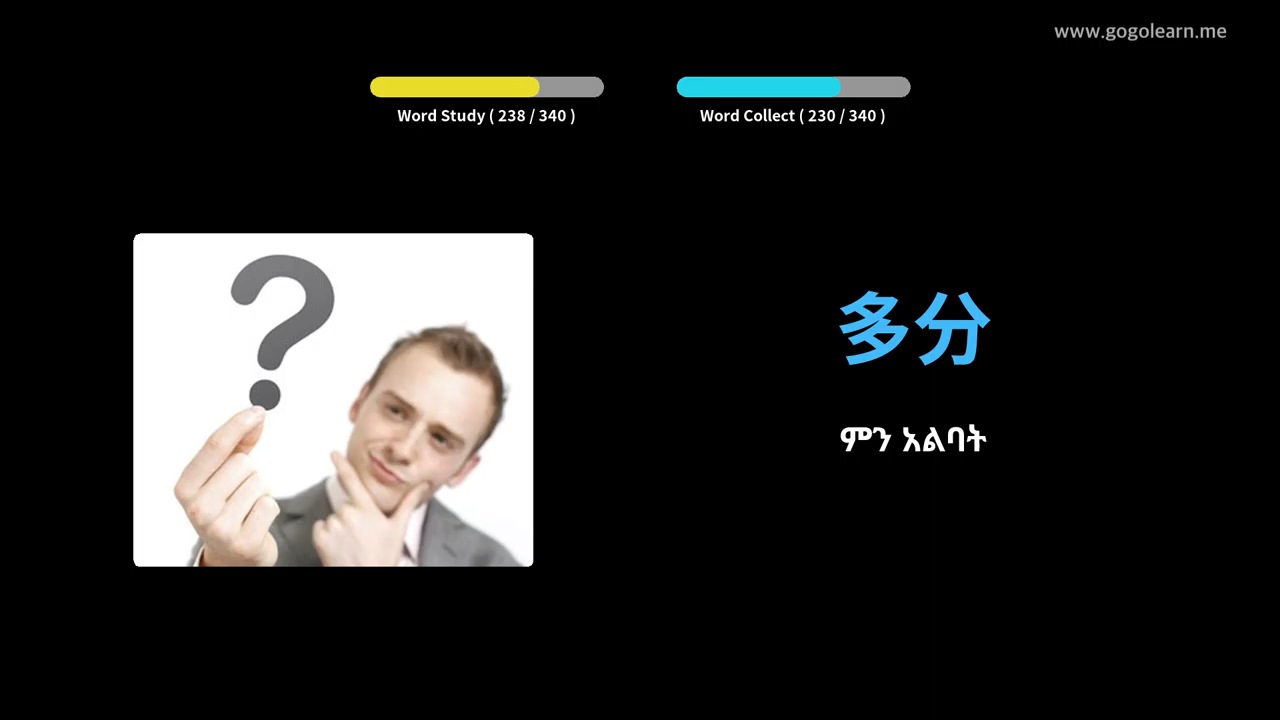 www.gogolearn.me
Word Study ( 238 / 340 )
Word Collect ( 230 / 340 )
多分
ምን አልባት